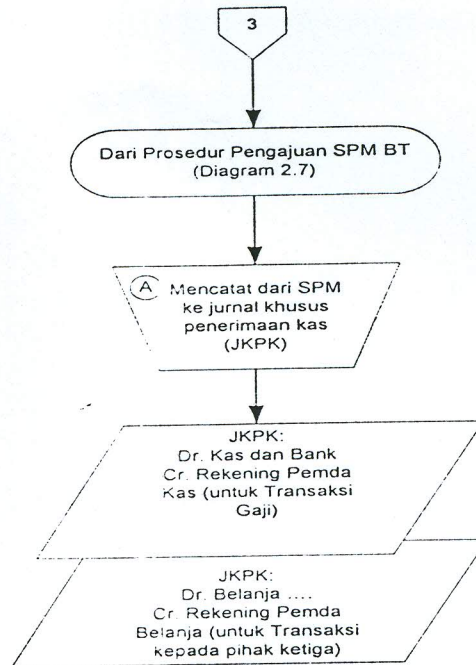 3
Dari Prosedur Pengajuan SPM BT
(Diagram 2.7)
A
Mencatat dari SPM
ke jurnal khusus
penerimaan kas
(JKPK)
JKPK:
Dr. Kas dan Bank
Cr. Rekening Pemda
Kas (untuk Transaksi
Gaji)
JKPK:
Dr. Belanja ....
Cr. Rekening Pemda
Belanja (untuk Transaksi
kepada pihak ketiga)